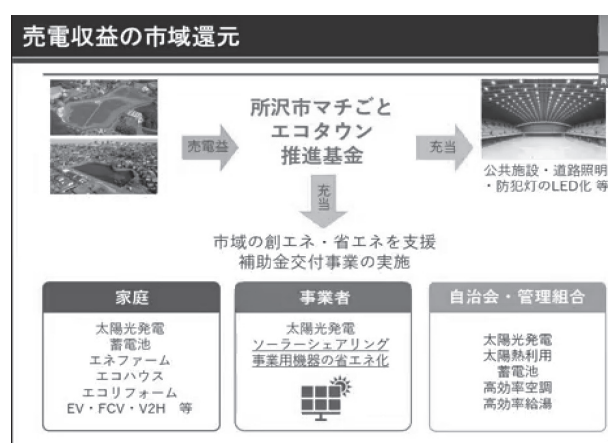 売電収益の市域還元
所沢市マチごと
エコタウン
推進基金
売電益
充当
公共施設・道路照明
・防犯灯のLED化 等
充当
市域の創エネ・省エネを支援
補助金交付事業の実施
家庭
太陽光発電
蓄電池
エネファーム
エコハウス
エコリフォーム
EV・FCV・V2H 等
事業者
太陽光発電
ソーラーシェアリング
事業用機器の省エネ化
自治会・管理組合
太陽光発電
太陽熱利用
蓄電池
高効率空調
高効率給湯